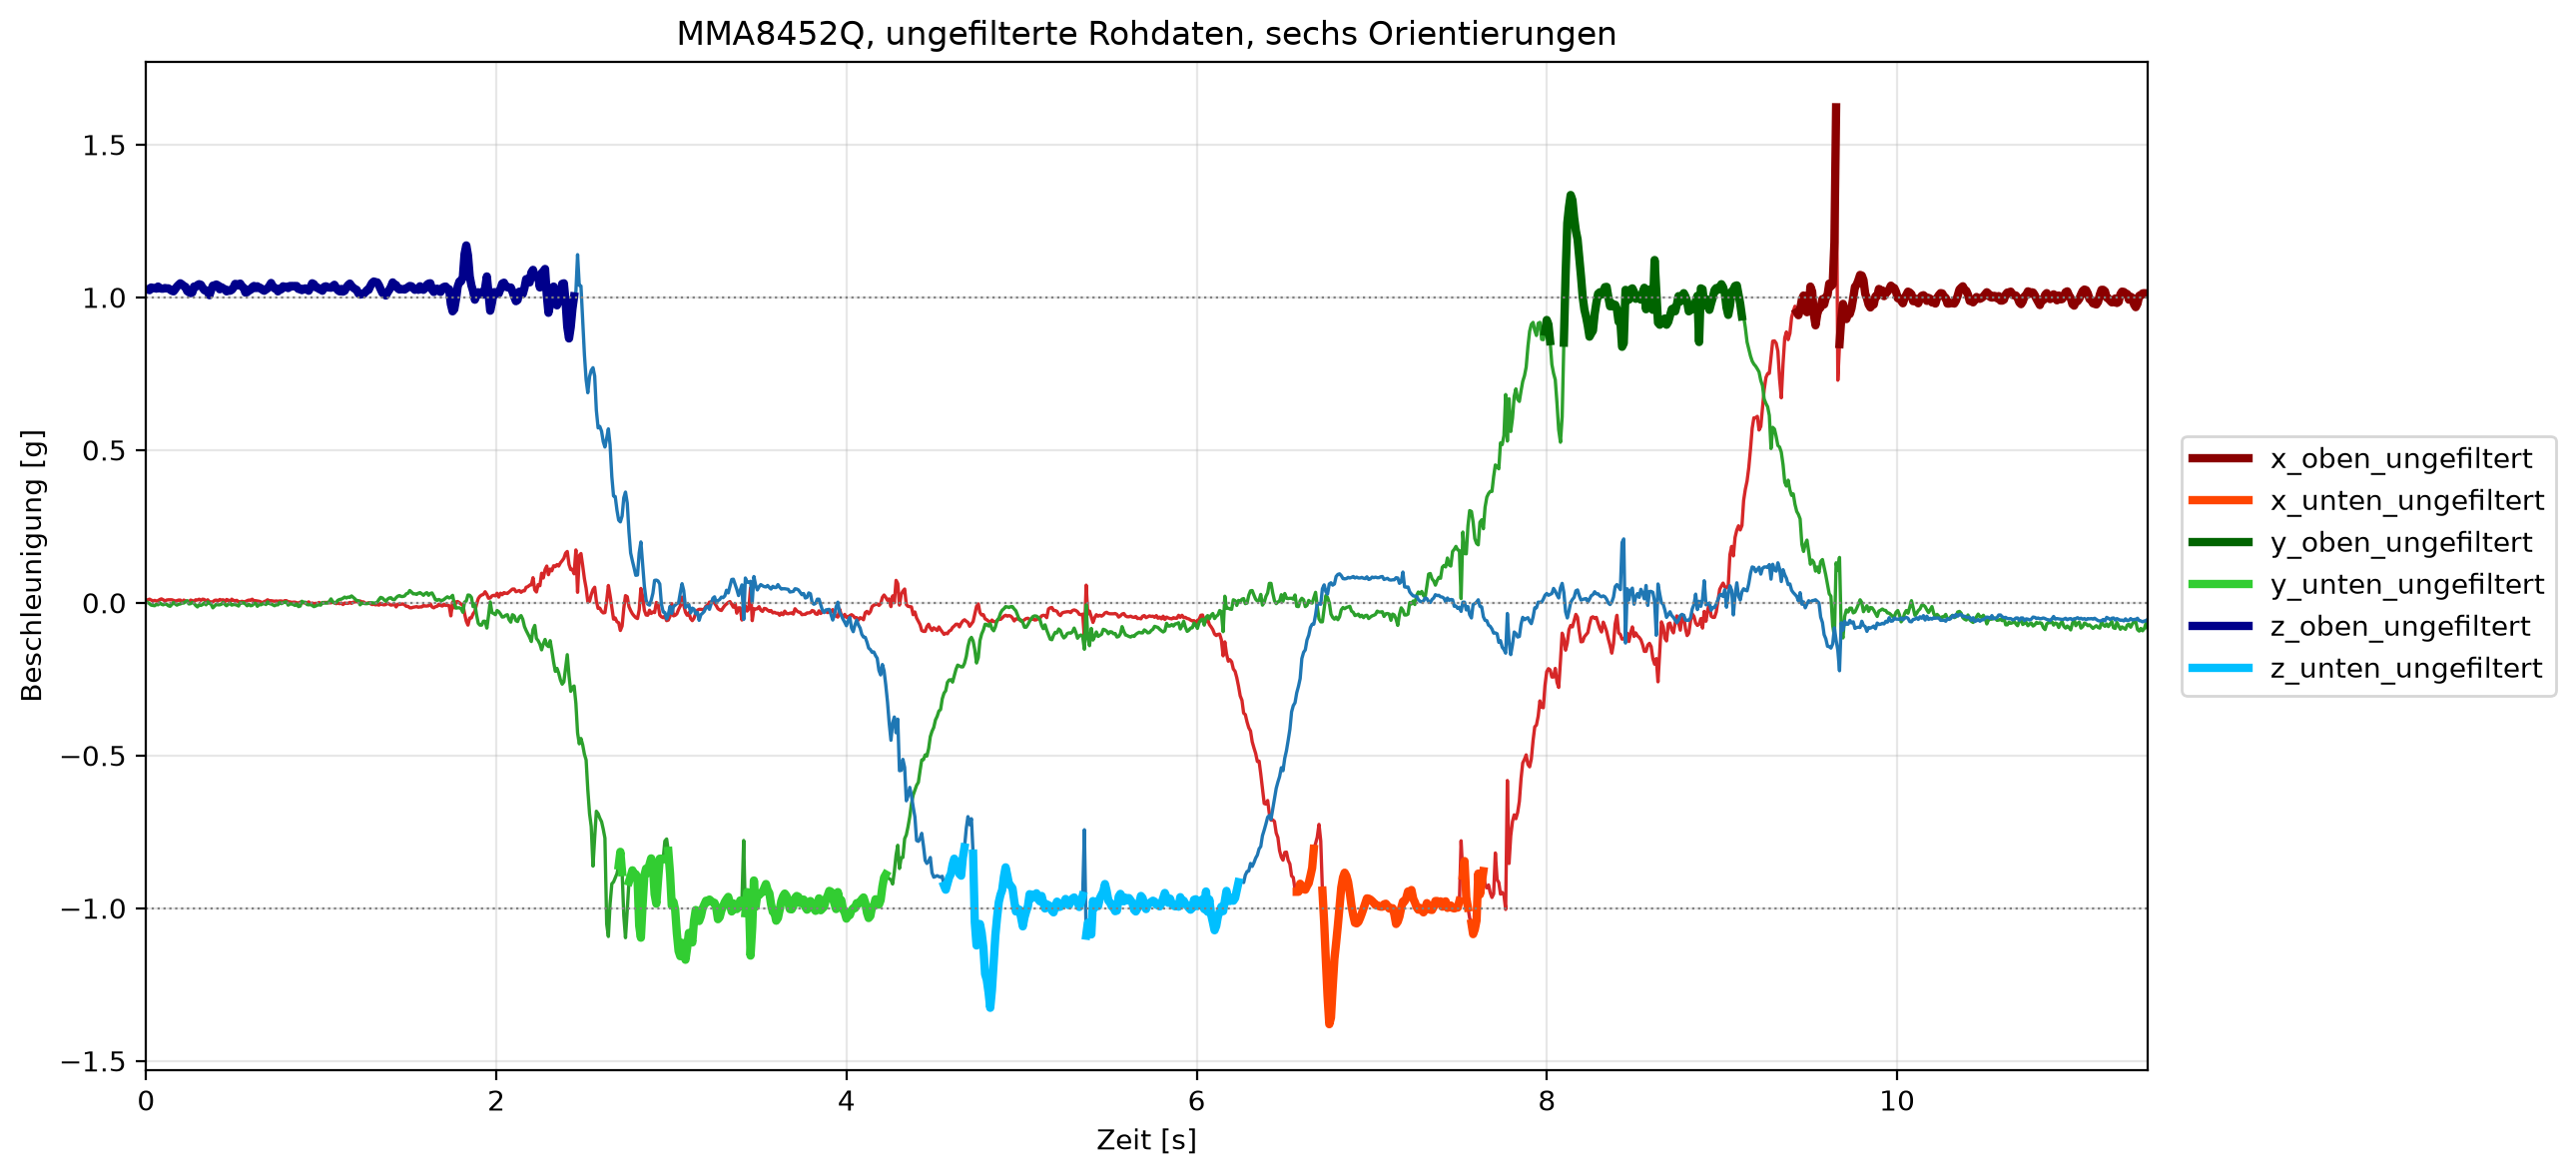 MMA8452Q, ungefilterte Rohdaten, sechs Orientierungen
Beschleunigung [g]
1.5
1.0
0.5
0.0
−0.5
−1.0
−1.5
0
2
4
6
8
10
Zeit [s]
x_oben_ungefiltert
x_unten_ungefiltert
y_oben_ungefiltert
y_unten_ungefiltert
z_oben_ungefiltert
z_unten_ungefiltert